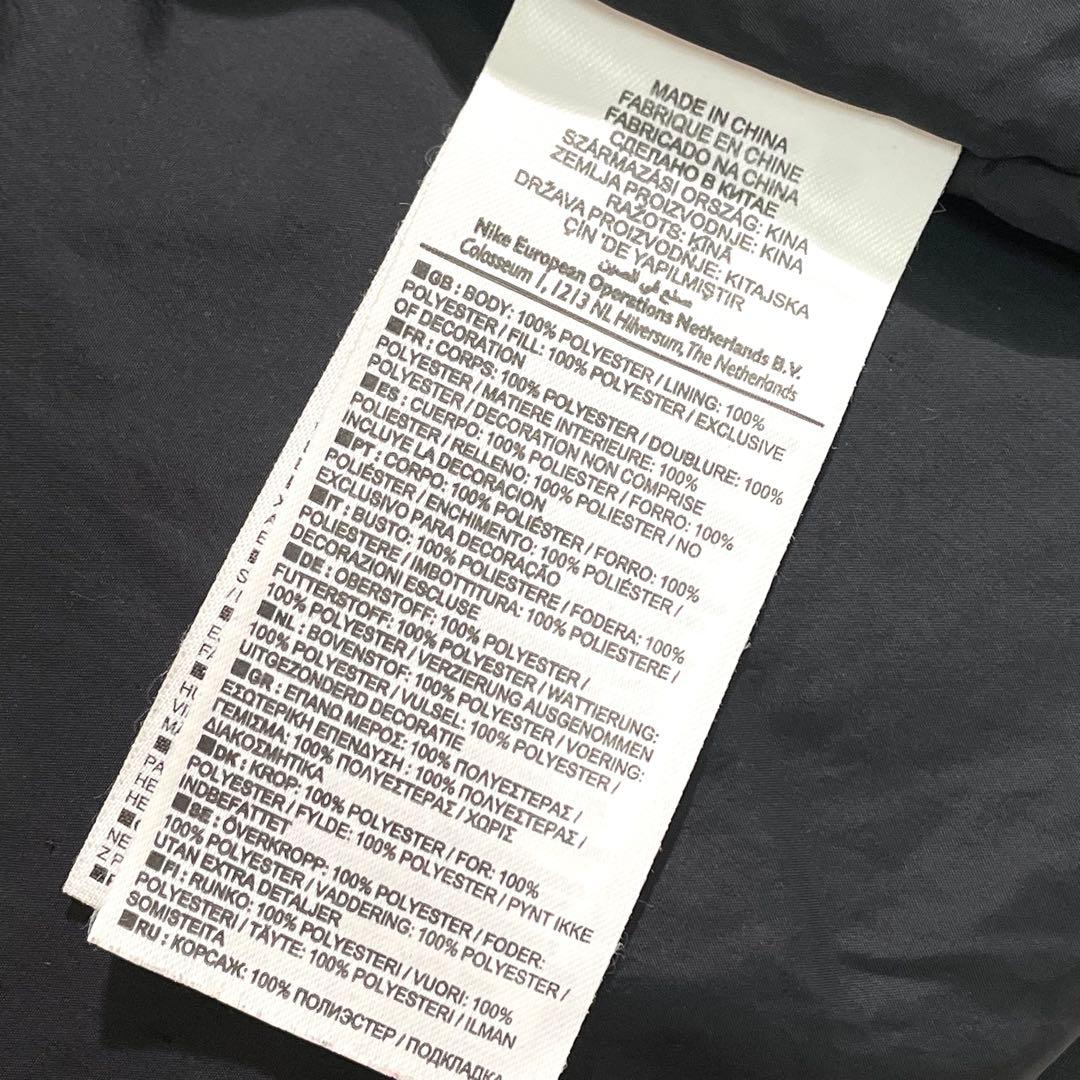 MADE IN CHINA
FABRIQUE EN CHINE
FABRICADO NA CHINA
СДЕЛАНО В КИТАЕ
SZÁRMAZÁSI ORSZÁG: KINA
ZEMLJA PROIZVODNJE: KINA
RAŽOTS: ĶĪNĀ
DRŽAVA PROIZVODNJE: KITAJSKA
ÇİN 'DE YAPILMIŞTIR
صنع في الصين
Nike European Operations Netherlands B.V.
Colosseum 1, 1213 NL Hilversum, The Netherlands
GB : BODY: 100% POLYESTER / LINING: 100%
POLYESTER / FILL: 100% POLYESTER / EXCLUSIVE
OF DECORATION
FR : CORPS: 100% POLYESTER / DOUBLURE: 100%
POLYESTER / MATIERE INTERIEURE: 100%
POLYESTER / DECORATION NON COMPRISE
ES : CUERPO: 100% POLIESTER / FORRO: 100%
POLIESTER / RELLENO: 100% POLIESTER / NO
INCLUYE LA DECORACION
PT : CORPO: 100% POLIÉSTER / FORRO: 100%
POLIÉSTER / ENCHIMENTO: 100% POLIÉSTER /
EXCLUSIVO PARA DECORAÇÃO
IT : BUSTO: 100% POLIESTERE / FODERA: 100%
POLIESTERE / IMBOTTITURA: 100% POLIESTERE /
DECORAZIONI ESCLUSE
DE : OBERSTOFF: 100% POLYESTER /
FUTTERSTOFF: 100% POLYESTER / WATTIERUNG:
100% POLYESTER / VERZIERUNG AUSGENOMMEN
NL : BOVENSTOF: 100% POLYESTER / VOERING:
100% POLYESTER / VULSEL: 100% POLYESTER /
UITGEZONDERD DECORATIE
GR : ΕΠΑΝΩ ΜΕΡΟΣ: 100% ΠΟΛΥΕΣΤΕΡΑΣ /
ΕΣΩΤΕΡΙΚΗ ΕΠΕΝΔΥΣΗ : 100% ΠΟΛΥΕΣΤΕΡΑΣ /
ΓΕΜΙΣΜΑ: 100% ΠΟΛΥΕΣΤΕΡΑΣ / ΧΩΡΙΣ
ΔΙΑΚΟΣΜΗΤΙΚΑ
DK : KROP: 100% POLYESTER / FOR: 100%
POLYESTER / FYLDE: 100% POLYESTER / PYNT IKKE
INDBEFATTET
SE : ÖVERKROPP: 100% POLYESTER / FODER:
100% POLYESTER / VADDERING: 100% POLYESTER /
UTAN EXTRA DETALJER
FI : RUNKO: 100% POLYESTERI / VUORI: 100%
POLYESTERI / TÄYTE: 100% POLYESTERI / ILMAN
SOMISTEITA
RU : КОРСАЖ: 100% ПОЛИЭСТЕР / ПОДКЛАДКА